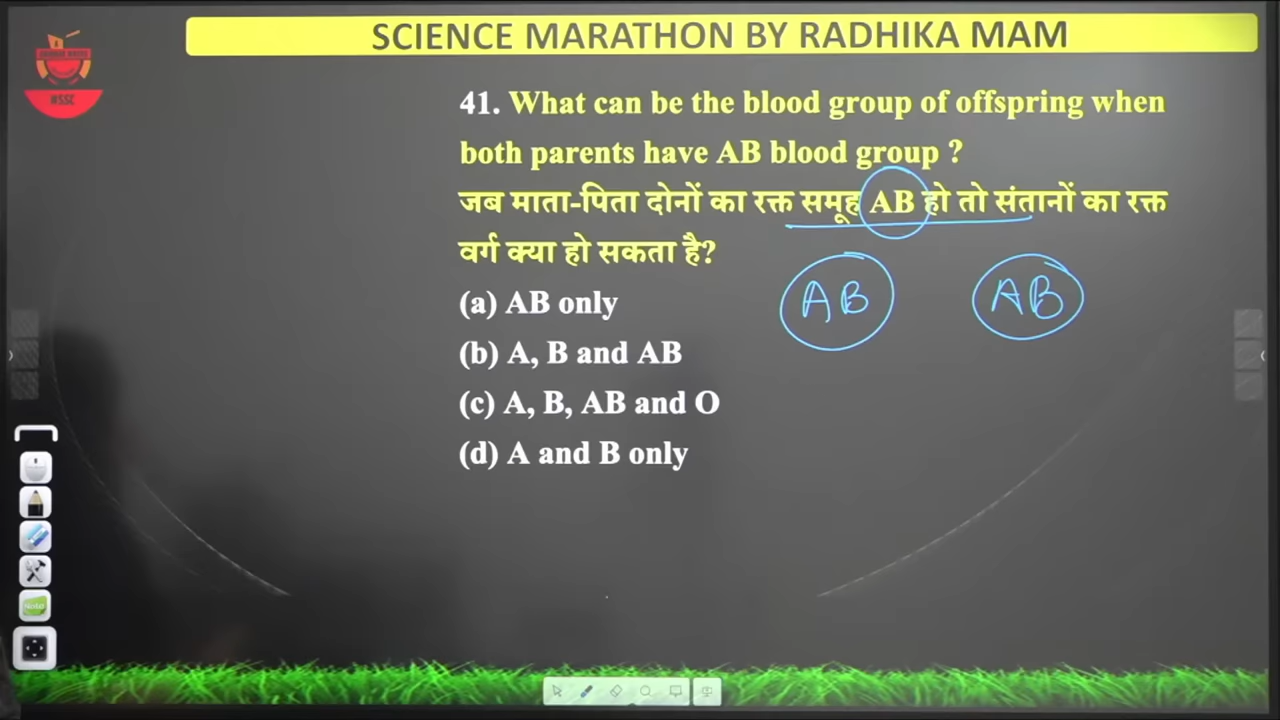 SCIENCE MARATHON BY RADHIKA MAM
#SSC
41. What can be the blood group of offspring when
both parents have AB blood group ?
जब माता-पिता दोनों का रक्त समूह AB हो तो संतानों का रक्त
वर्ग क्या हो सकता है?
(a) AB only
AB AB
(b) A, B and AB
(c) A, B, AB and O
(d) A and B only
Note